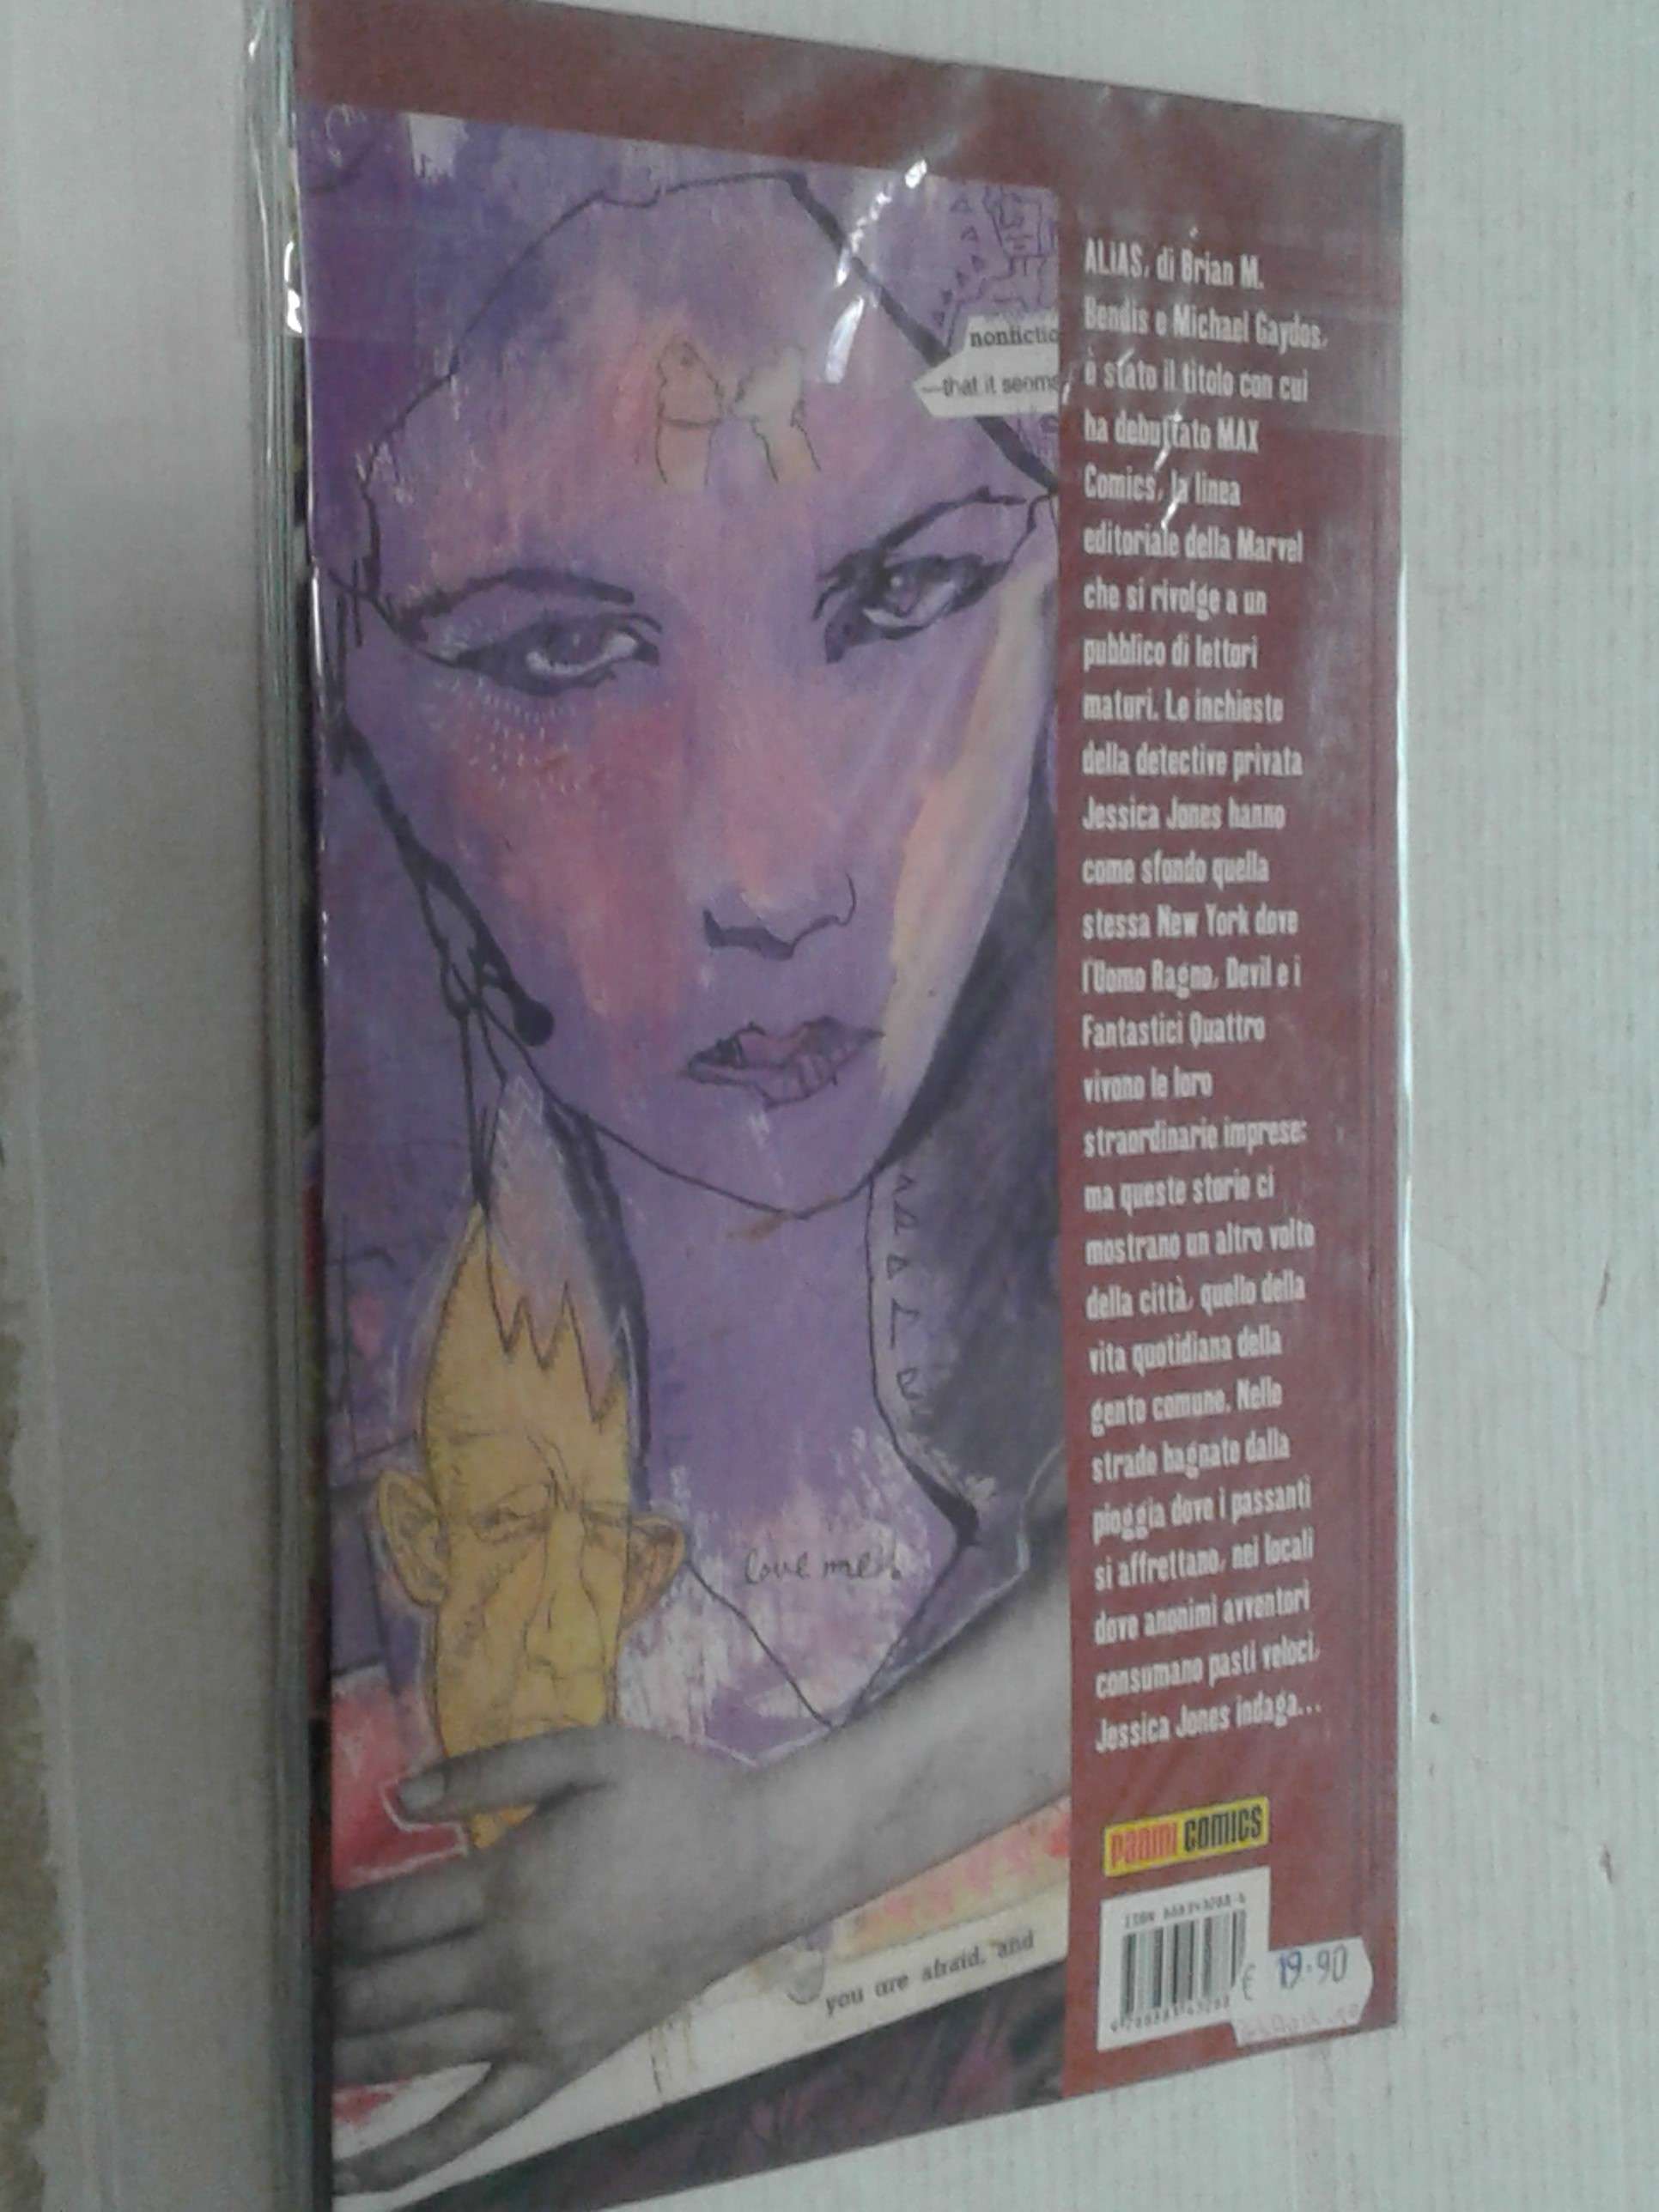 nonfictio
—that it seems
ALIAS, di Brian M.
Bendis e Michael Gaydos,
è stato il titolo con cui
ha debuttato MAX
Comics, la linea
editoriale della Marvel
che si rivolge a un
pubblico di lettori
maturi. Le inchieste
della detective privata
Jessica Jones hanno
come sfondo quella
stessa New York dove
l'Uomo Ragno, Devil e i
Fantastici Quattro
vivono le loro
straordinarie imprese:
ma queste storie ci
mostrano un altro volto
della città, quello della
vita quotidiana della
gente comune. Nelle
strade bagnate dalla
pioggia dove i passanti
si affrettano, nei locali
dove anonimi avventori
consumano pasti veloci,
Jessica Jones indaga...
love me.
you are afraid, and
PANINI COMICS
ISBN
€ 19.90